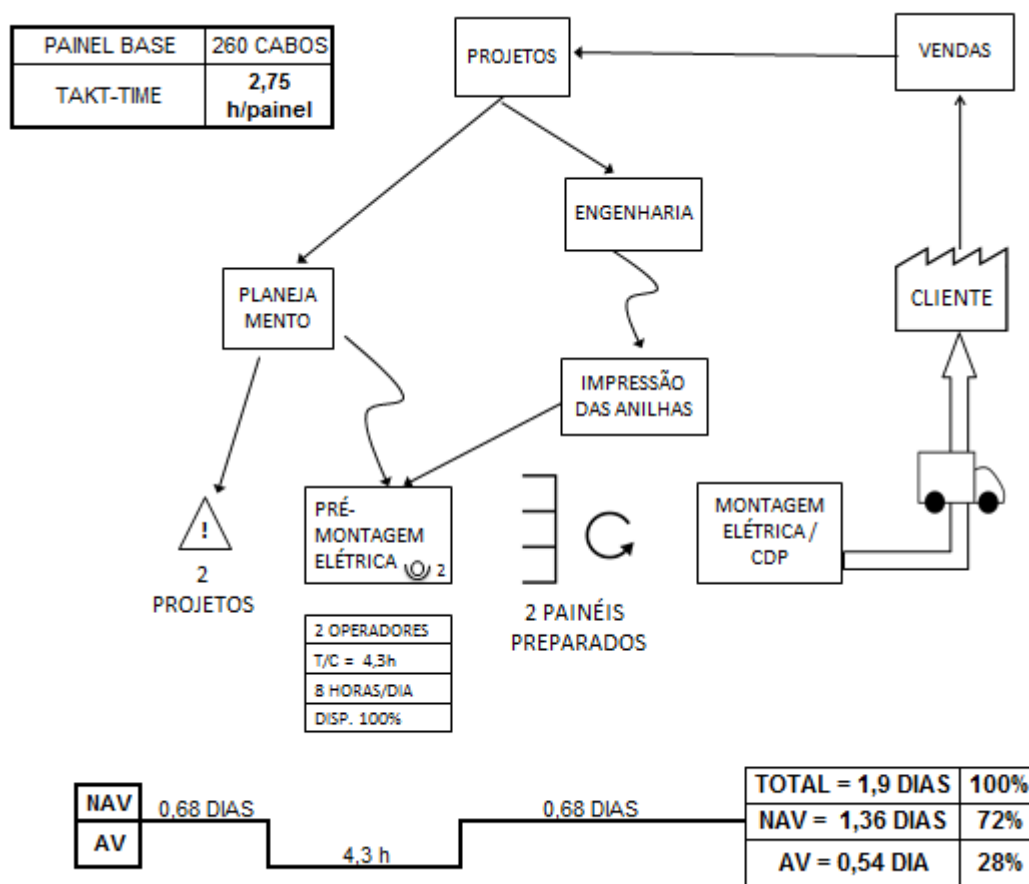 PAINEL BASE 260 CABOS
TAKT-TIME 2,75
h/painel
PROJETOS
VENDAS
ENGENHARIA
PLANEJA
MENTO
CLIENTE
IMPRESSÃO
DAS ANILHAS
!
2
PROJETOS
PRÉ-
MONTAGEM
ELÉTRICA 2
2 PAINÉIS
PREPARADOS
MONTAGEM
ELÉTRICA /
CDP
2 OPERADORES
T/C = 4,3h
8 HORAS/DIA
DISP. 100%
NAV
AV
0,68 DIAS
4,3 h
0,68 DIAS
TOTAL = 1,9 DIAS 100%
NAV = 1,36 DIAS 72%
AV = 0,54 DIA 28%